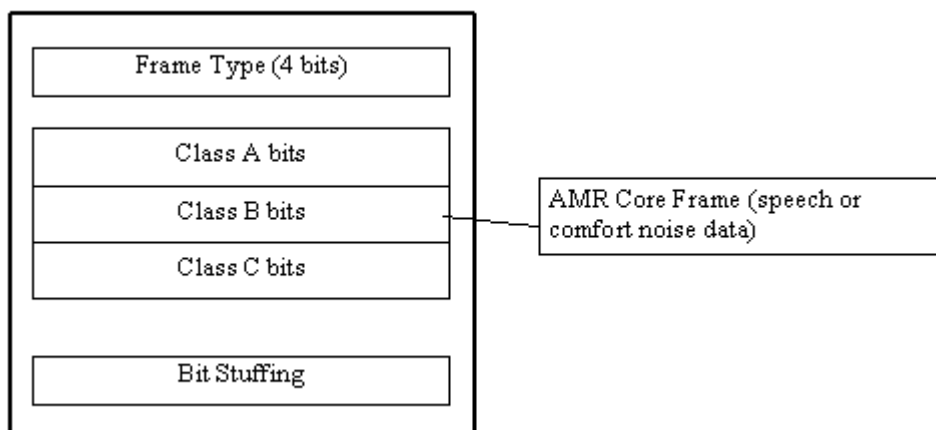 Frame Type (4 bits)
Class A bits
Class B bits
Class C bits
AMR Core Frame (speech or
comfort noise data)
Bit Stuffing